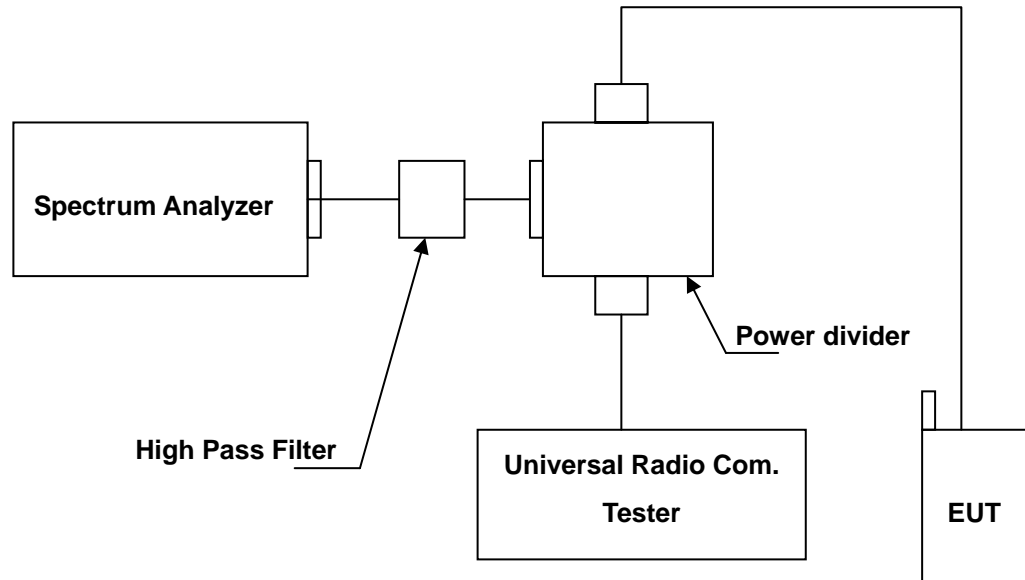 Spectrum Analyzer
Power divider
High Pass Filter
Universal Radio Com.
Tester
EUT